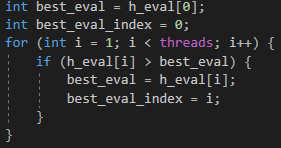 int best_eval = h_eval[0];
int best_eval_index = 0;
for (int i = 1; i < threads; i++) {
    if (h_eval[i] > best_eval) {
        best_eval = h_eval[i];
        best_eval_index = i;
    }
}